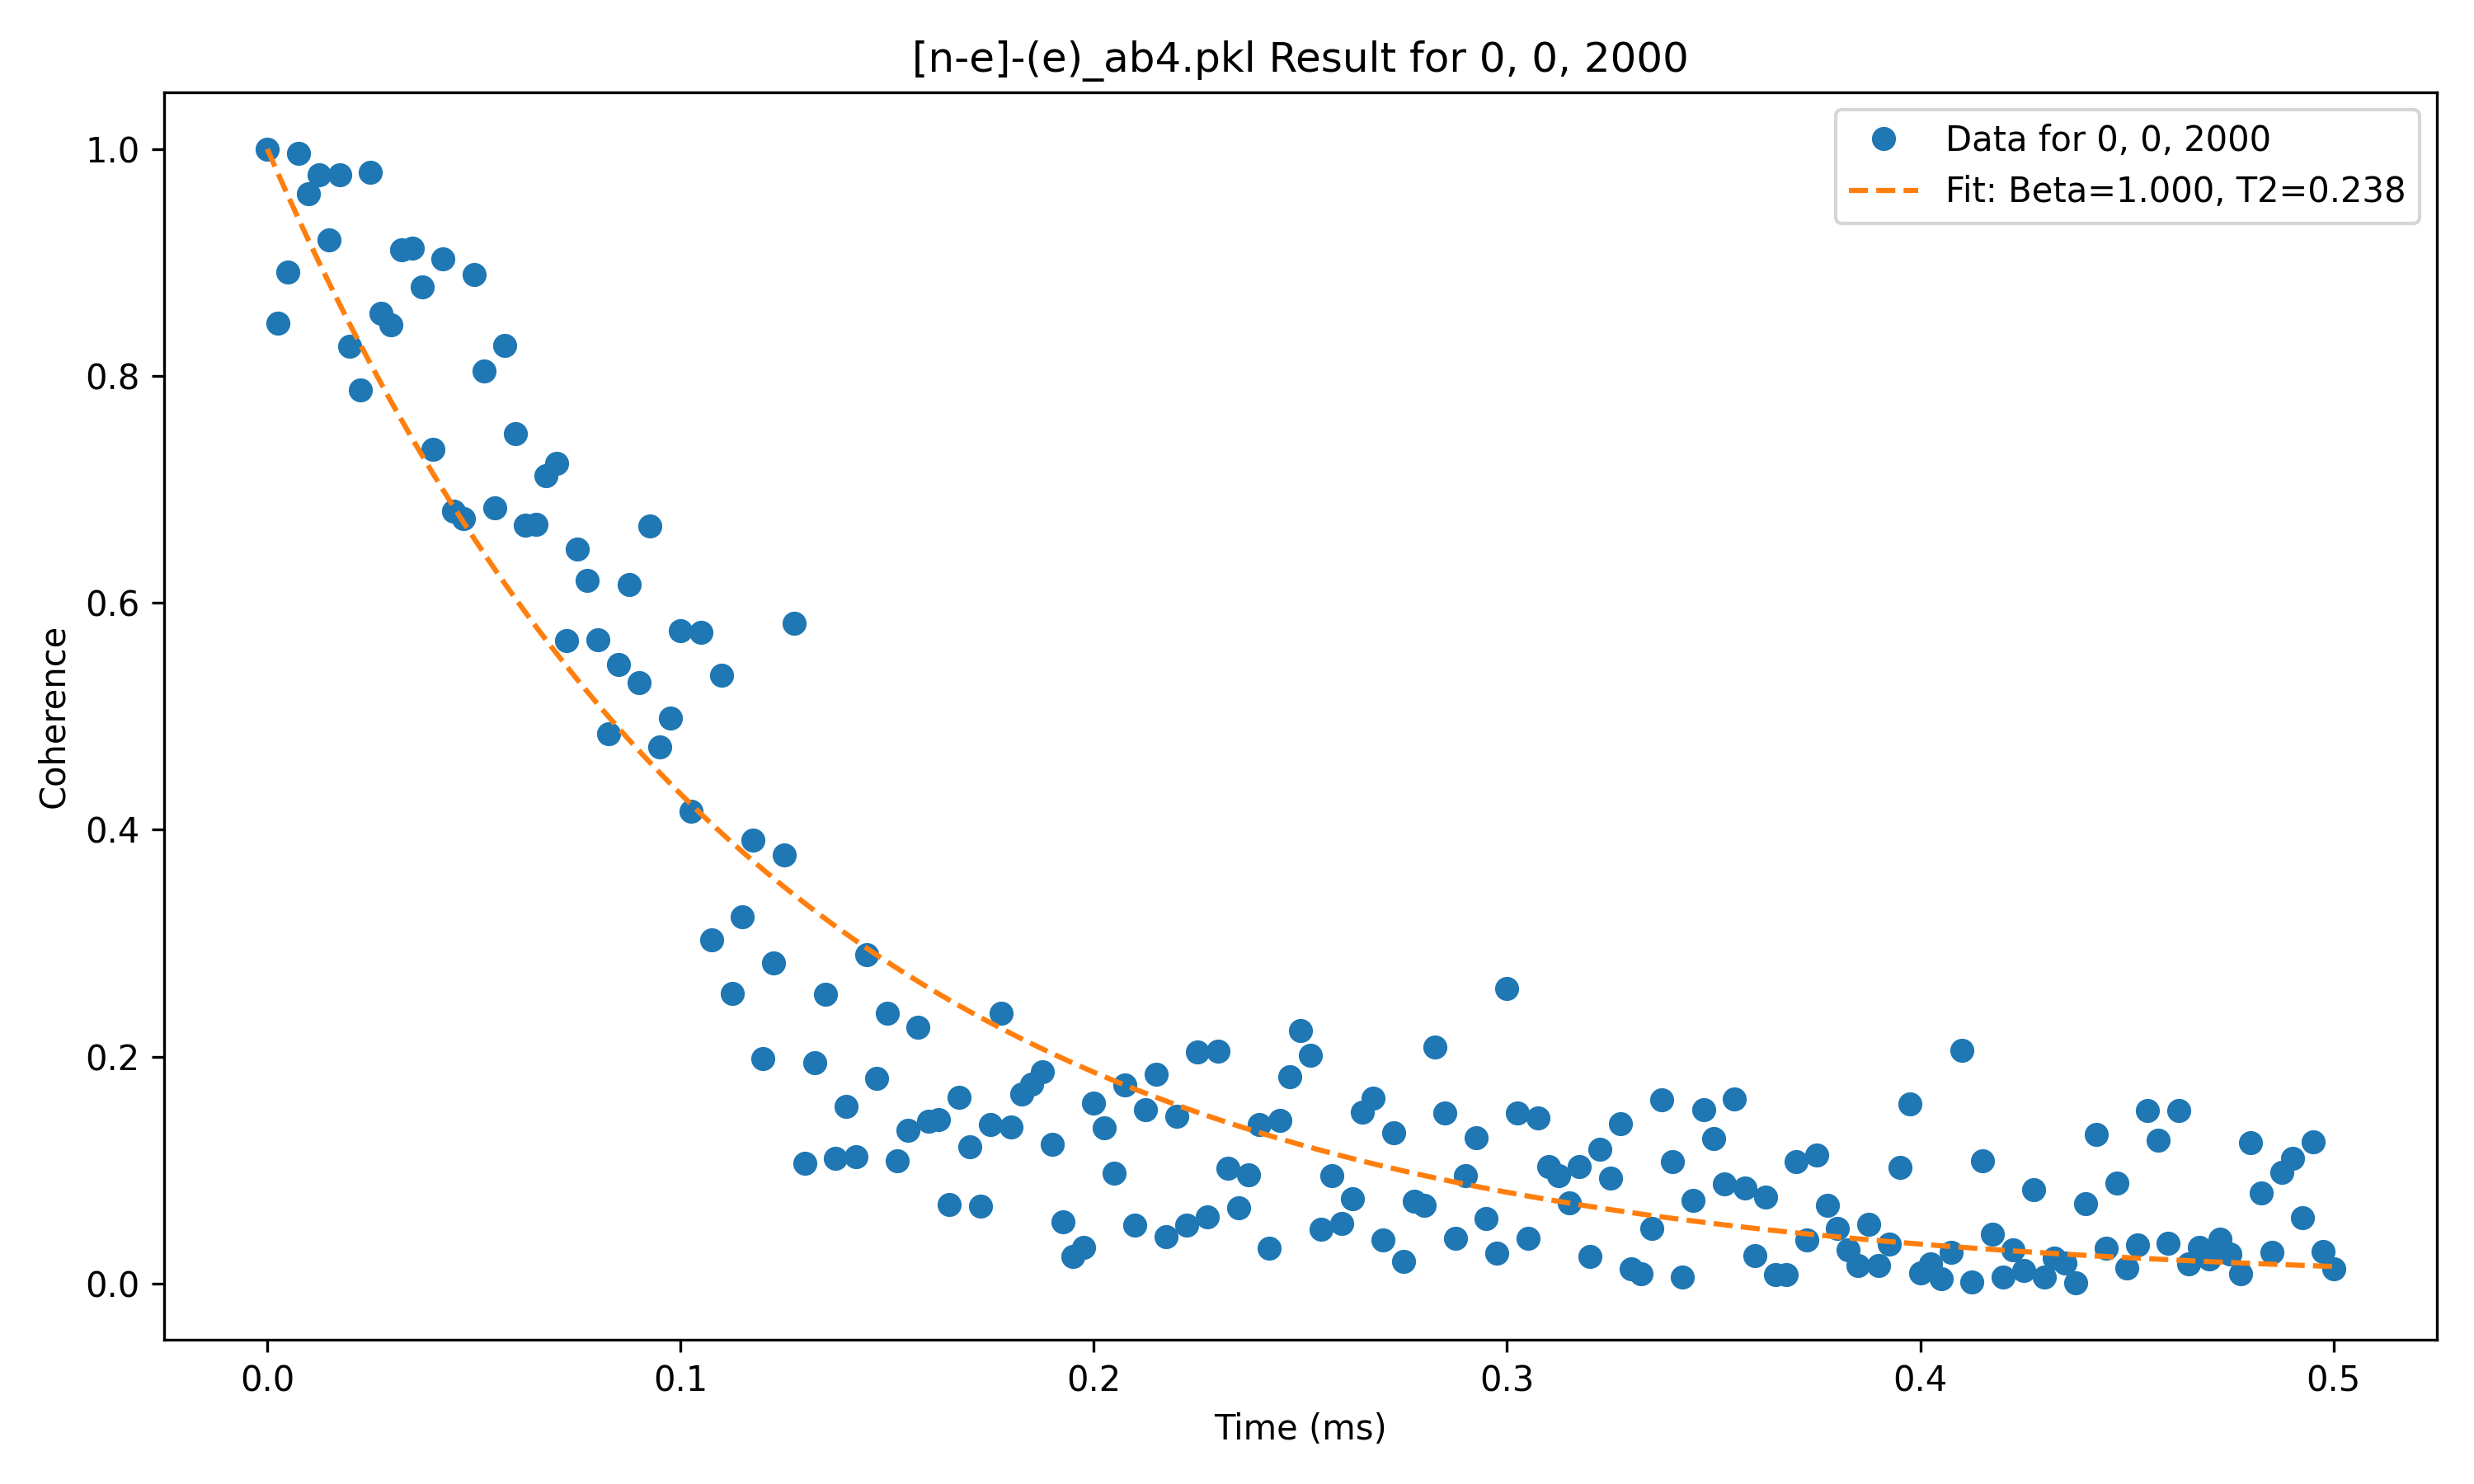 [n-e]-(e)_ab4.pkl Result for 0, 0, 2000
Data for 0, 0, 2000
Fit: Beta=1.000, T2=0.238
Coherence
1.0
0.8
0.6
0.4
0.2
0.0
0.0 0.1 0.2 0.3 0.4 0.5
Time (ms)